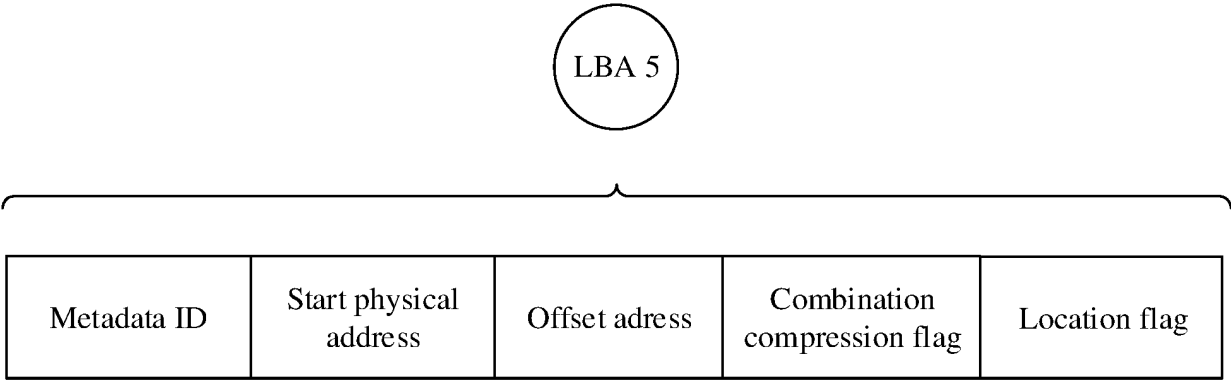 LBA 5
Metadata ID
Start physical
address
Offset adress
Combination
compression flag
Location flag